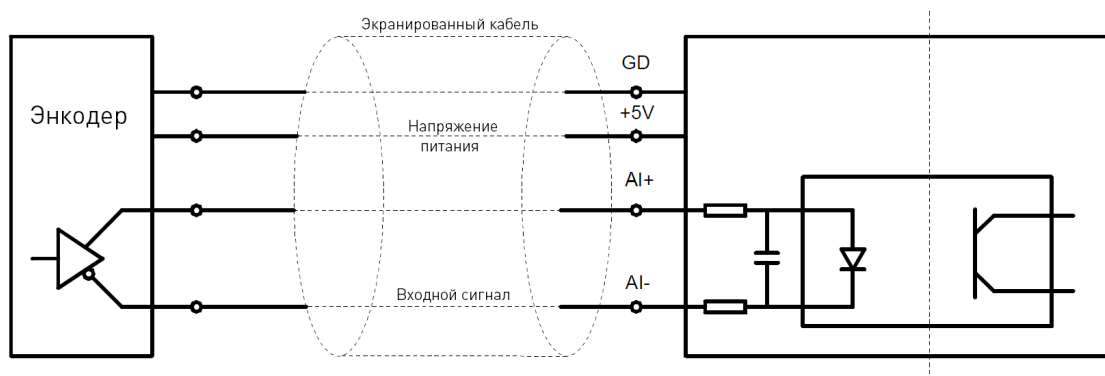 Экранированный кабель
GD
Энкодер
+5V
Напряжение
питания
AI+
Входной сигнал
AI-